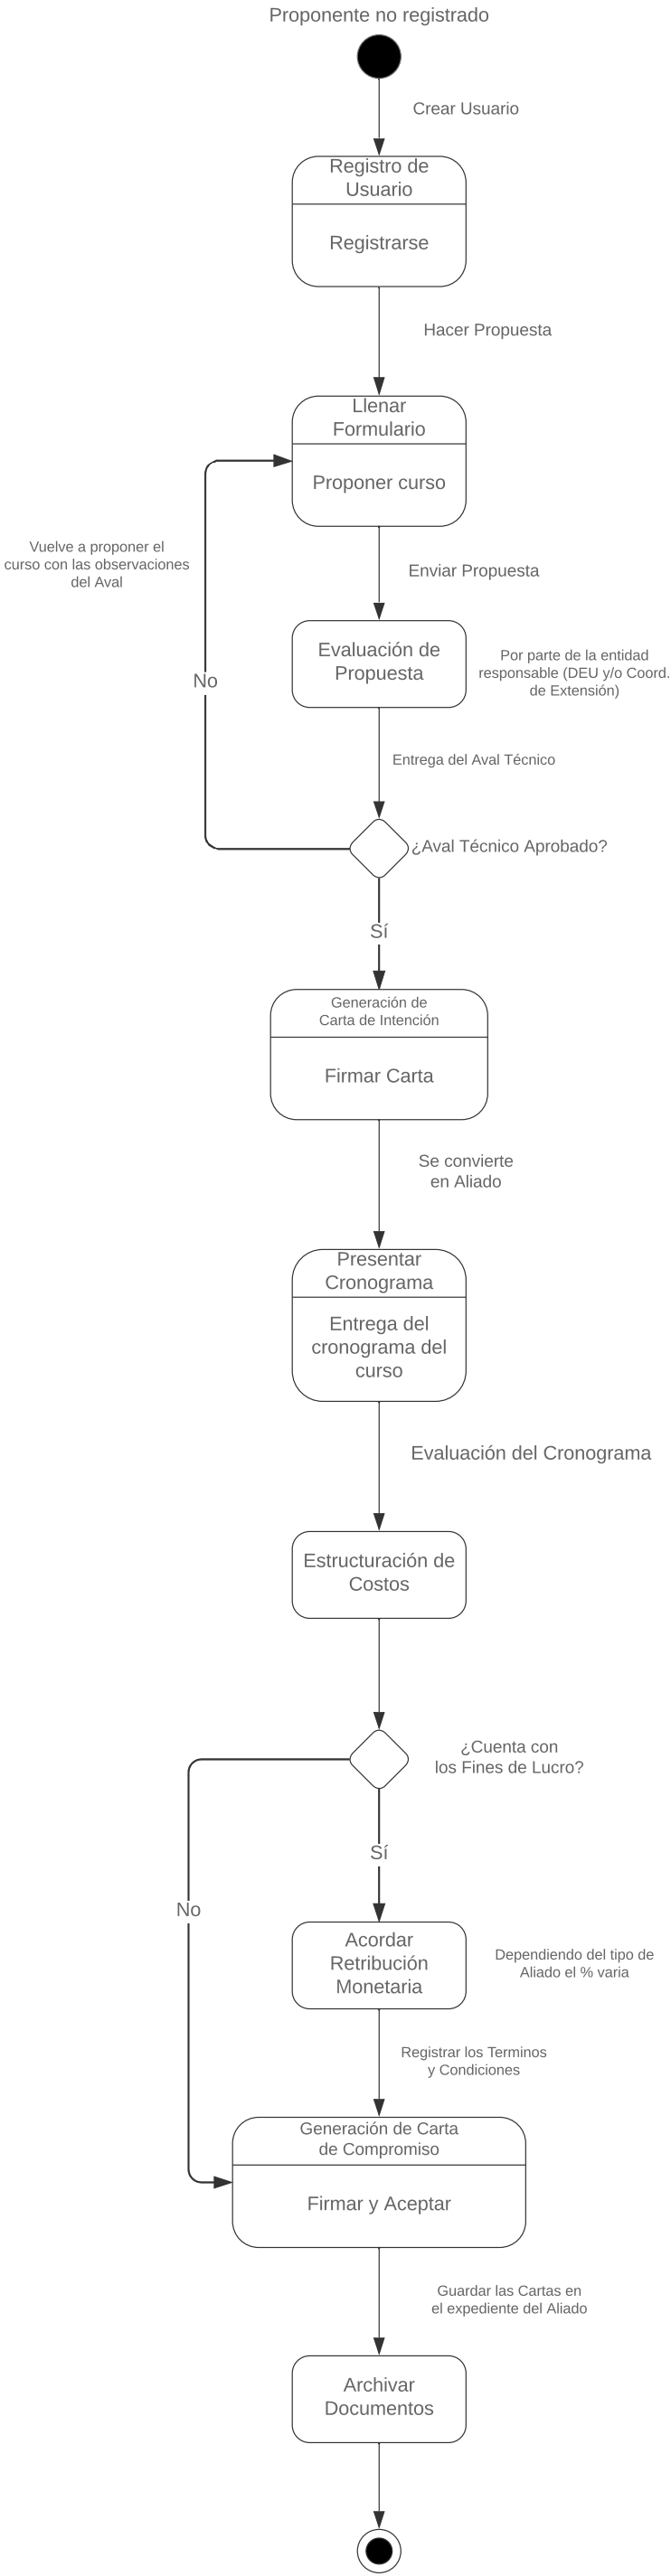 Proponente no registrado
Crear Usuario
Registro de
Usuario
Registrarse
Hacer Propuesta
Llenar
Formulario
Proponer curso
Vuelve a proponer el
curso con las observaciones
del Aval
Enviar Propuesta
Evaluación de
Propuesta
Por parte de la entidad
responsable (DEU y/o Coord.
de Extensión)
No
Entrega del Aval Técnico
¿Aval Técnico Aprobado?
Sí
Generación de
Carta de Intención
Firmar Carta
Se convierte
en Aliado
Presentar
Cronograma
Entrega del
cronograma del
curso
Evaluación del Cronograma
Estructuración de
Costos
¿Cuenta con
los Fines de Lucro?
Sí
No
Acordar
Retribución
Monetaria
Dependiendo del tipo de
Aliado el % varia
Registrar los Terminos
y Condiciones
Generación de Carta
de Compromiso
Firmar y Aceptar
Guardar las Cartas en
el expediente del Aliado
Archivar
Documentos